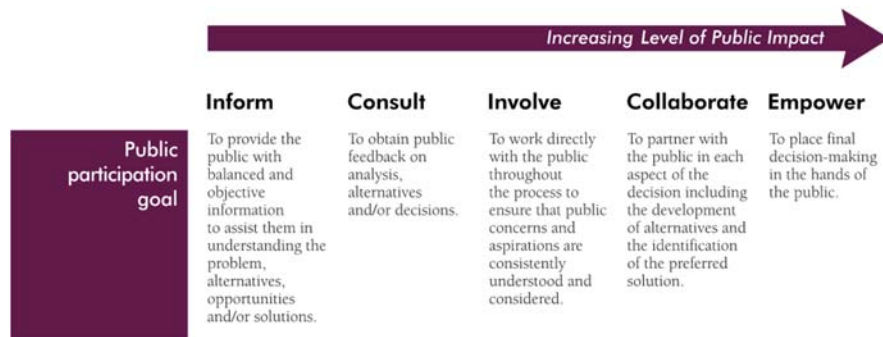 Increasing Level of Public Impact
Inform
Consult
Involve
Collaborate
Empower
Public
participation
goal
To provide the
public with
balanced and
objective
information
to assist them in
understanding the
problem,
alternatives,
opportunities
and/or solutions.
To obtain public
feedback on
analysis,
alternatives
and/or decisions.
To work directly
with the public
throughout
the process to
ensure that public
concerns and
aspirations are
consistently
understood and
considered.
To partner with
the public in each
aspect of the
decision including
the development
of alternatives and
the identification
of the preferred
solution.
To place final
decision-making
in the hands of
the public.